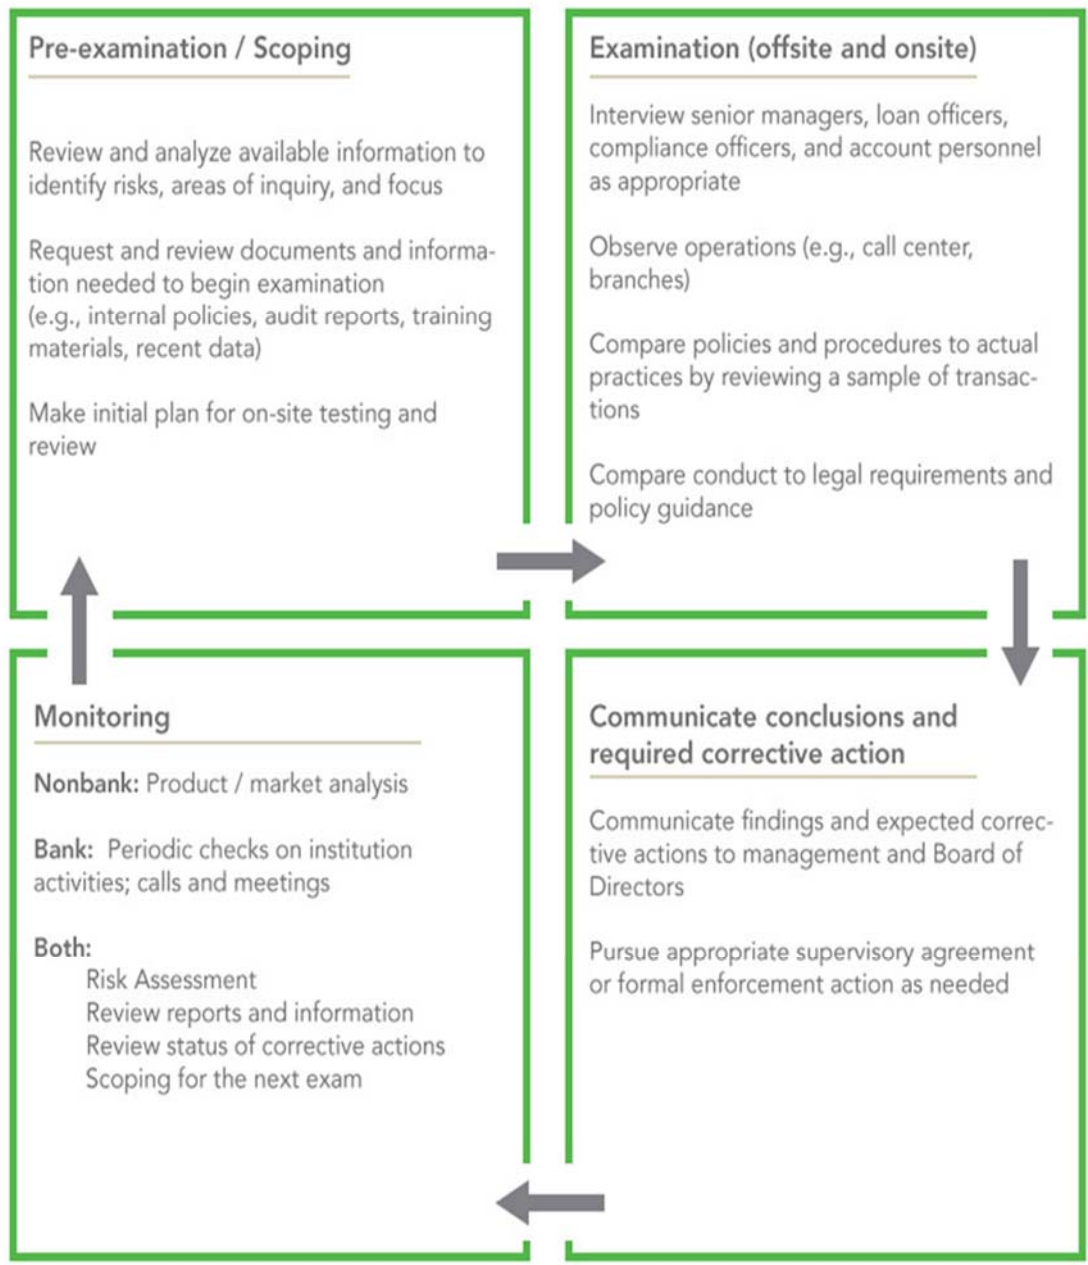 Pre-examination / Scoping
Review and analyze available information to
identify risks, areas of inquiry, and focus
Request and review documents and informa-
tion needed to begin examination
(e.g., internal policies, audit reports, training
materials, recent data)
Make initial plan for on-site testing and
review
Examination (offsite and onsite)
Interview senior managers, loan officers,
compliance officers, and account personnel
as appropriate
Observe operations (e.g., call center,
branches)
Compare policies and procedures to actual
practices by reviewing a sample of transac-
tions
Compare conduct to legal requirements and
policy guidance
Communicate conclusions and
required corrective action
Communicate findings and expected correc-
tive actions to management and Board of
Directors
Pursue appropriate supervisory agreement
or formal enforcement action as needed
Monitoring
Nonbank: Product / market analysis
Bank: Periodic checks on institution
activities; calls and meetings
Both:
Risk Assessment
Review reports and information
Review status of corrective actions
Scoping for the next exam